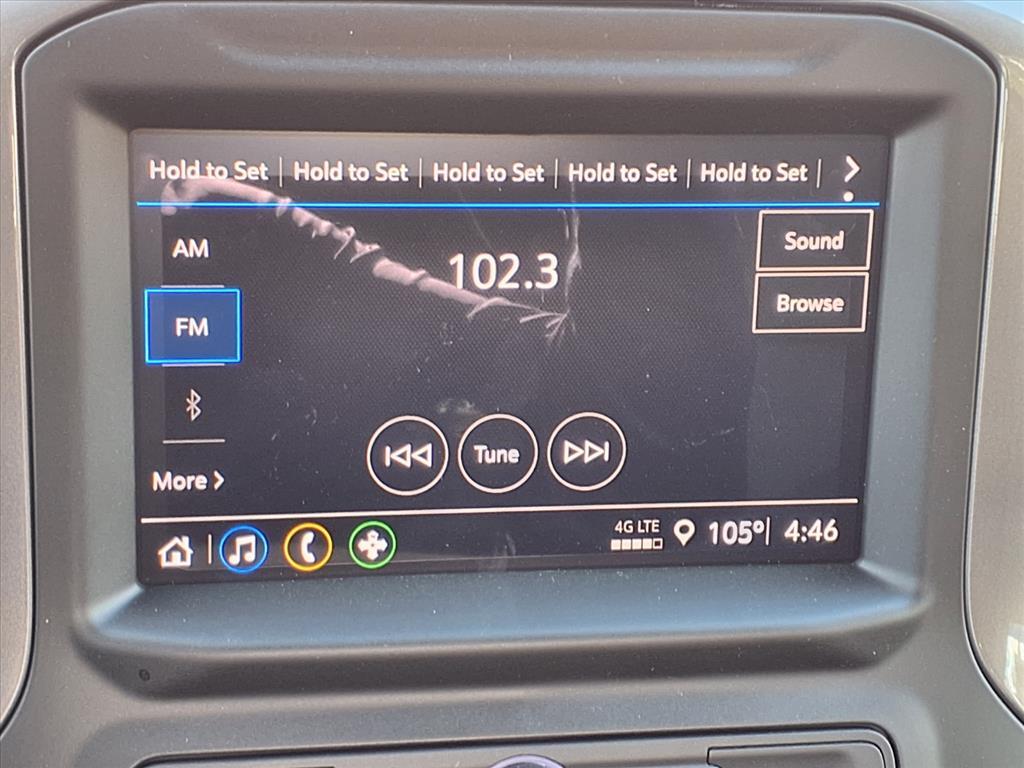 Hold to Set Hold to Set Hold to Set Hold to Set Hold to Set
AM
102.3
Sound
FM
Browse
Tune
More
4G LTE
105° 4:46